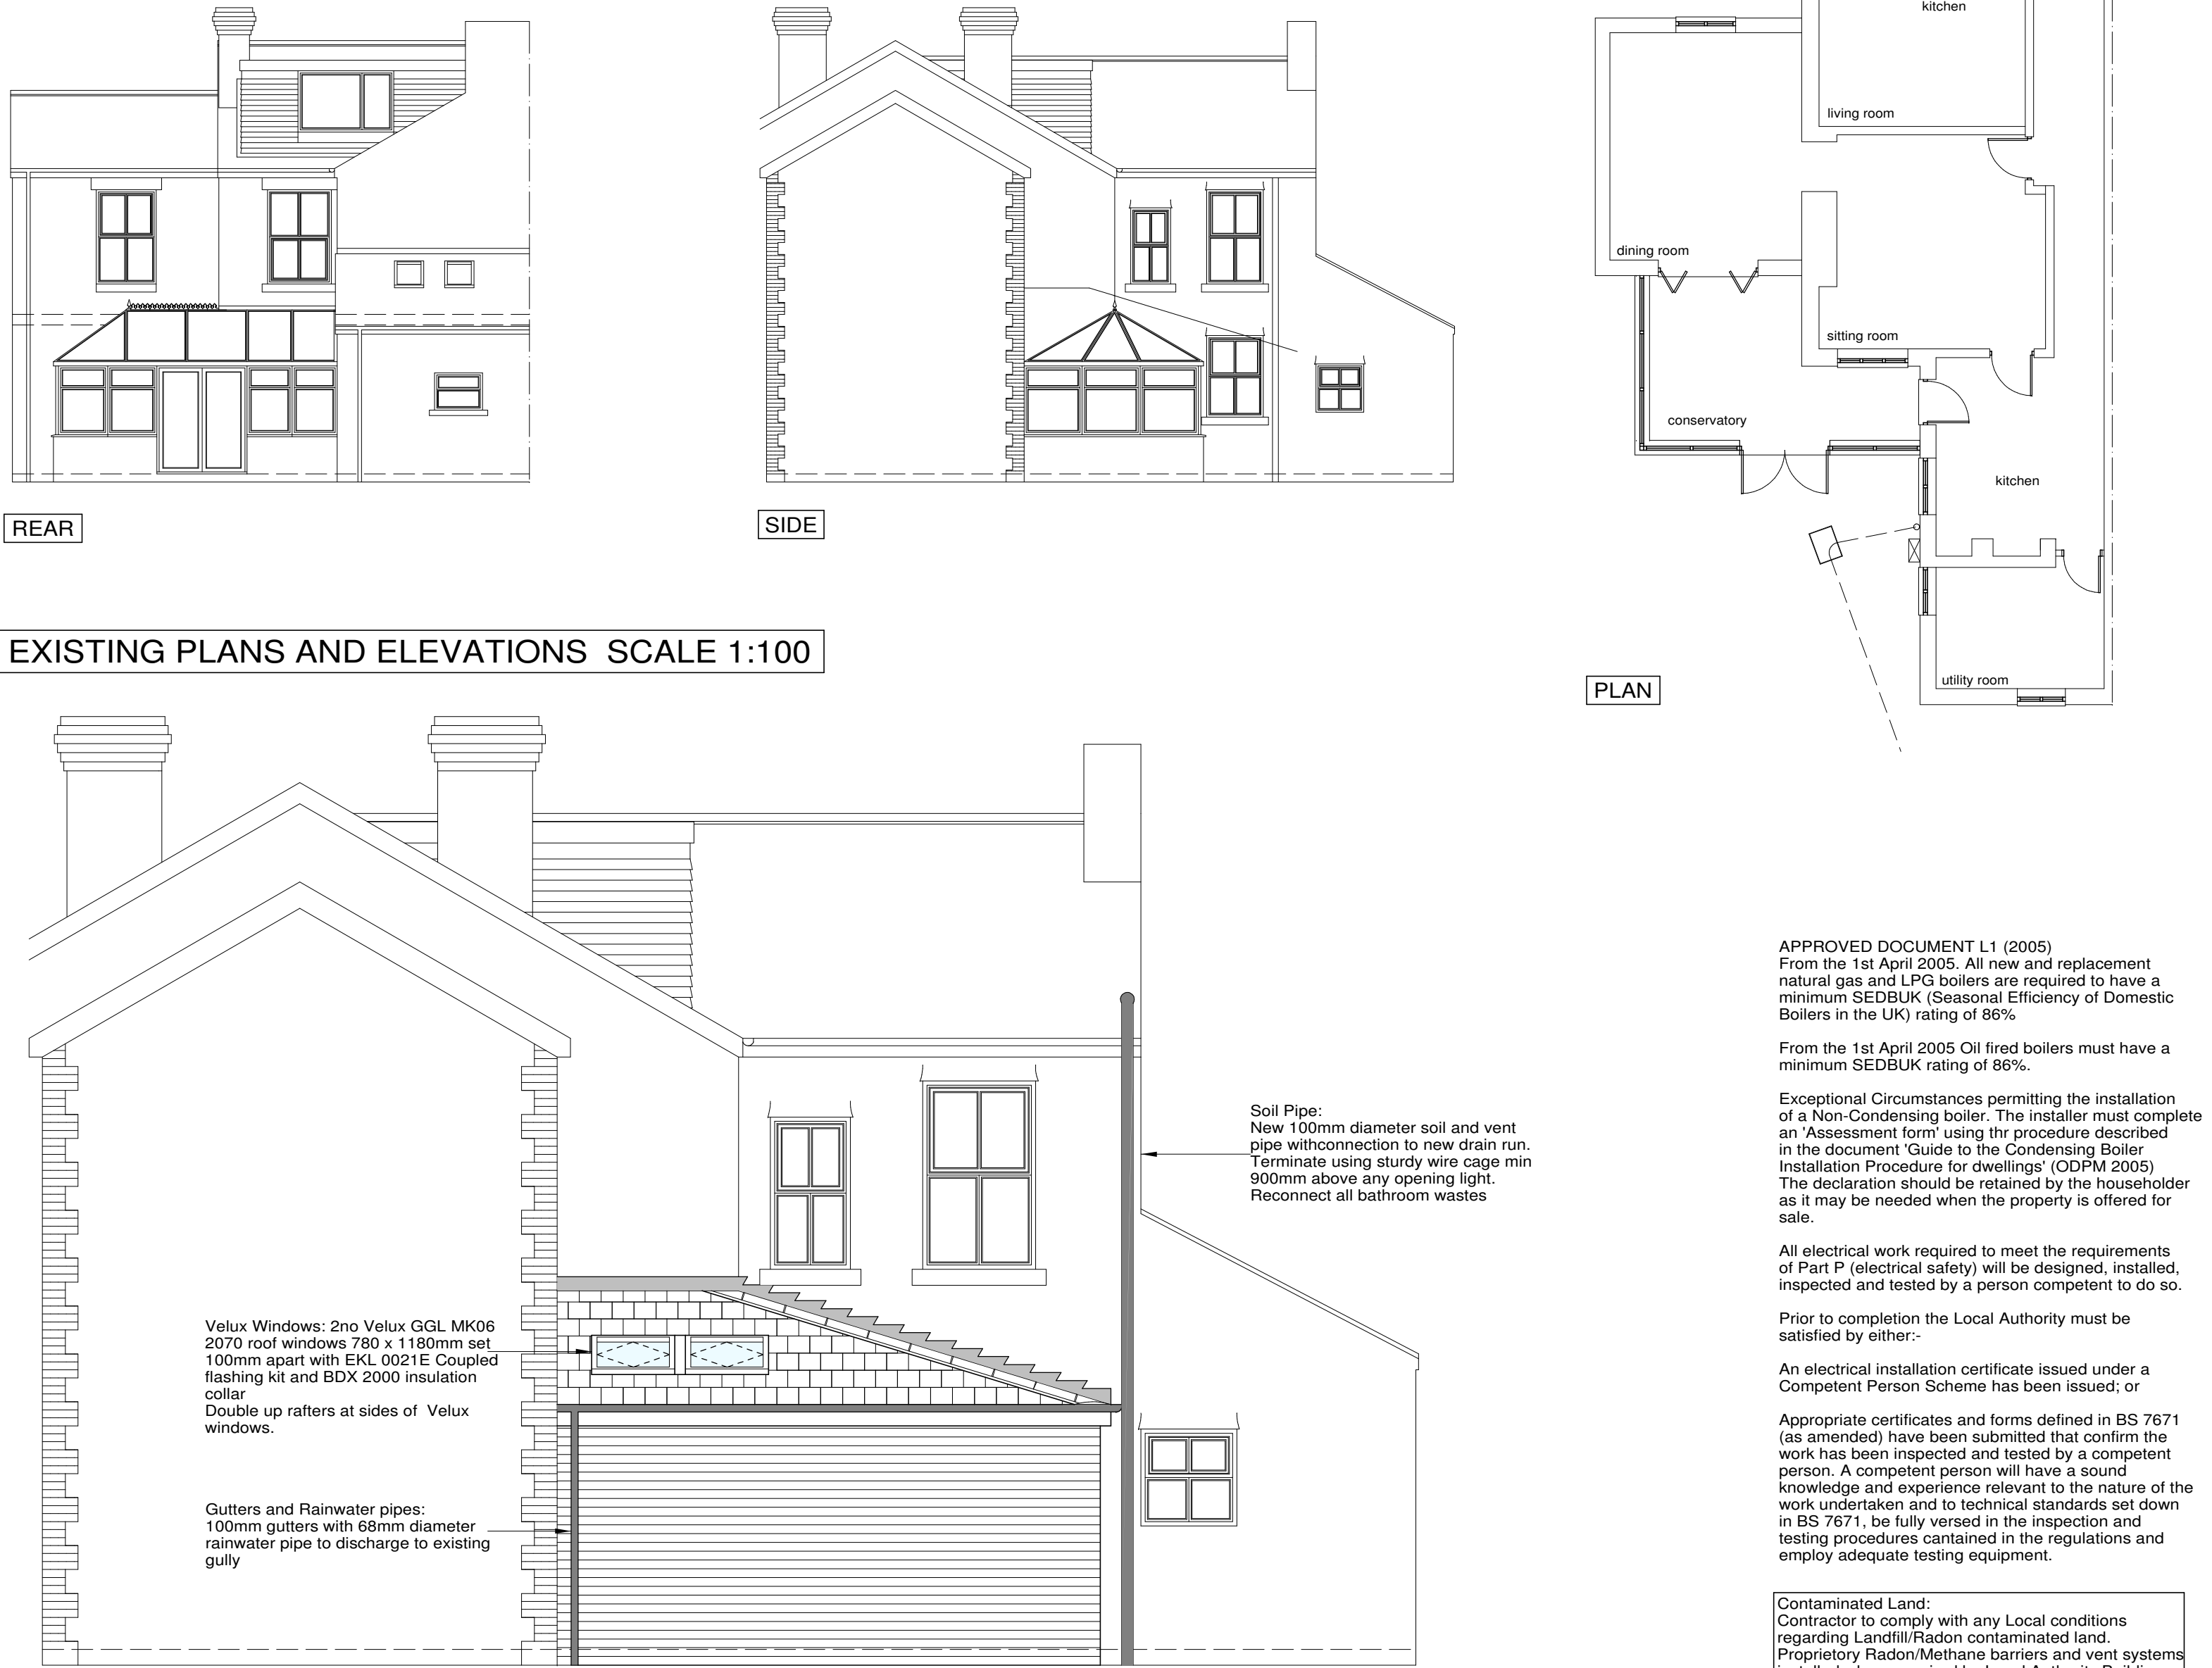 kitchen
living room
dining room
sitting room
conservatory
kitchen
utility room
REAR
SIDE
PLAN
EXISTING PLANS AND ELEVATIONS SCALE 1:100
Soil Pipe:
New 100mm diameter soil and vent
pipe withconnection to new drain run.
Terminate using sturdy wire cage min
900mm above any opening light.
Reconnect all bathroom wastes
Velux Windows: 2no Velux GGL MK06
2070 roof windows 780 x 1180mm set
100mm apart with EKL 0021E Coupled
flashing kit and BDX 2000 insulation
collar
Double up rafters at sides of Velux
windows.
Gutters and Rainwater pipes:
100mm gutters with 68mm diameter
rainwater pipe to discharge to existing
gully
APPROVED DOCUMENT L1 (2005)
From the 1st April 2005. All new and replacement
natural gas and LPG boilers are required to have a
minimum SEDBUK (Seasonal Efficiency of Domestic
Boilers in the UK) rating of 86%
From the 1st April 2005 Oil fired boilers must have a
minimum SEDBUK rating of 86%.
Exceptional Circumstances permitting the installation
of a Non-Condensing boiler. The installer must complete
an 'Assessment form' using thr procedure described
in the document 'Guide to the Condensing Boiler
Installation Procedure for dwellings' (ODPM 2005)
The declaration should be retained by the householder
as it may be needed when the property is offered for
sale.
All electrical work required to meet the requirements
of Part P (electrical safety) will be designed, installed,
inspected and tested by a person competent to do so.
Prior to completion the Local Authority must be
satisfied by either:-
An electrical installation certificate issued under a
Competent Person Scheme has been issued; or
Appropriate certificates and forms defined in BS 7671
(as amended) have been submitted that confirm the
work has been inspected and tested by a competent
person. A competent person will have a sound
knowledge and experience relevant to the nature of the
work undertaken and to technical standards set down
in BS 7671, be fully versed in the inspection and
testing procedures cantained in the regulations and
employ adequate testing equipment.
Contaminated Land:
Contractor to comply with any Local conditions
regarding Landfill/Radon contaminated land.
Proprietory Radon/Methane barriers and vent systems